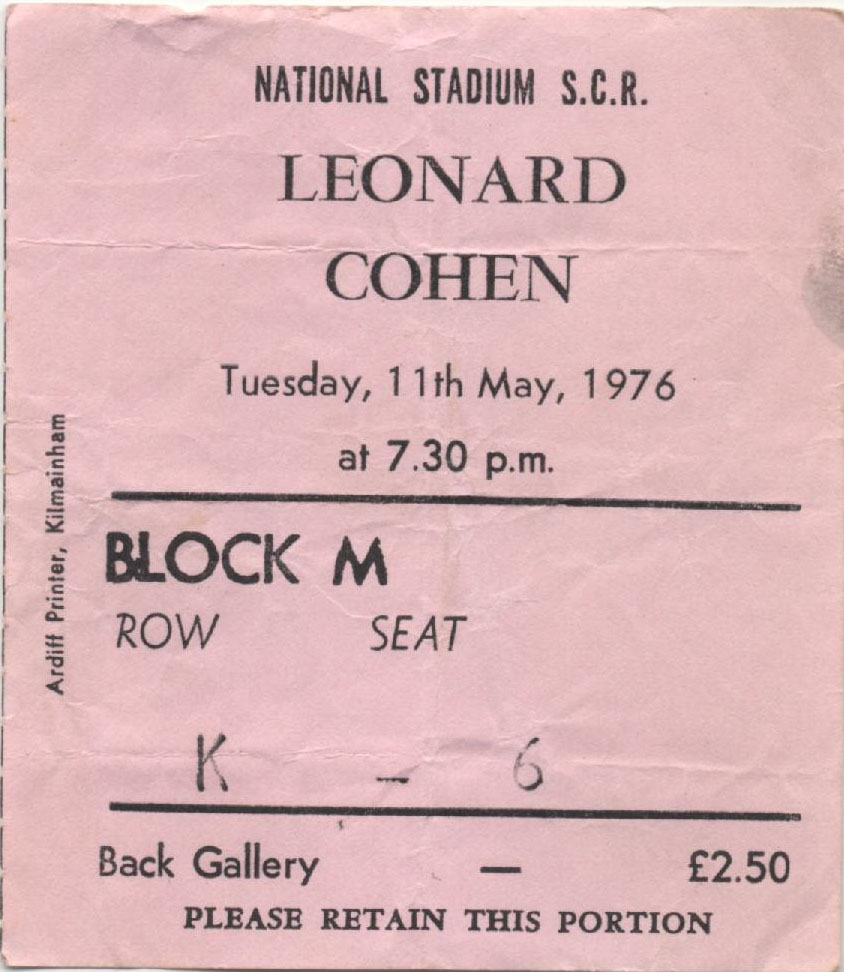 NATIONAL STADIUM S.C.R.
LEONARD
COHEN
Tuesday, 11th May, 1976
at 7.30 p.m.
BLOCK M
ROW SEAT
K – 6
Back Gallery — £2.50
PLEASE RETAIN THIS PORTION
Ardiff Printer, Kilmainham